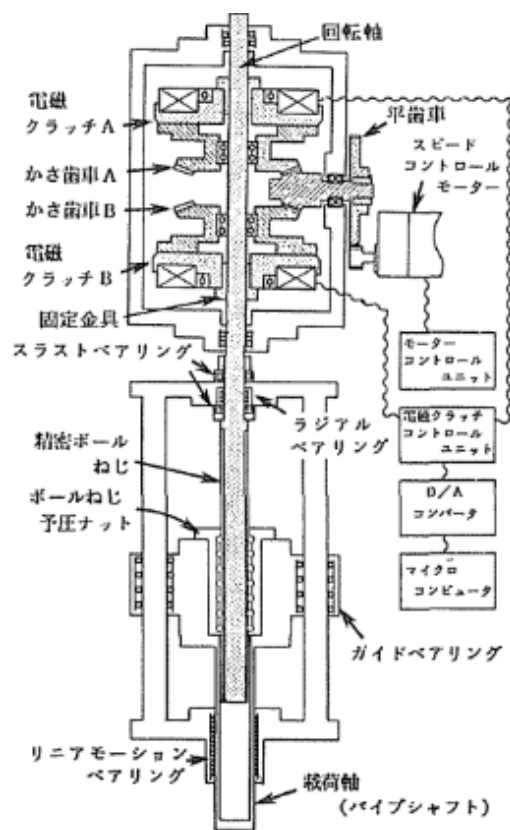 回転軸
電磁
クラッチA
平歯車
スピード
コントロール
モーター
かさ歯車A
かさ歯車B
電磁
クラッチB
固定金具
スラストベアリング
モーター
コントロール
ユニット
ラジアル
ベアリング
電磁クラッチ
コントロール
ユニット
精密ボール
ねじ
ボールねじ
予圧ナット
D/A
コンバータ
マイクロ
コンピュータ
ガイドベアリング
リニアモーション
ベアリング
載荷軸
(パイプシャフト)